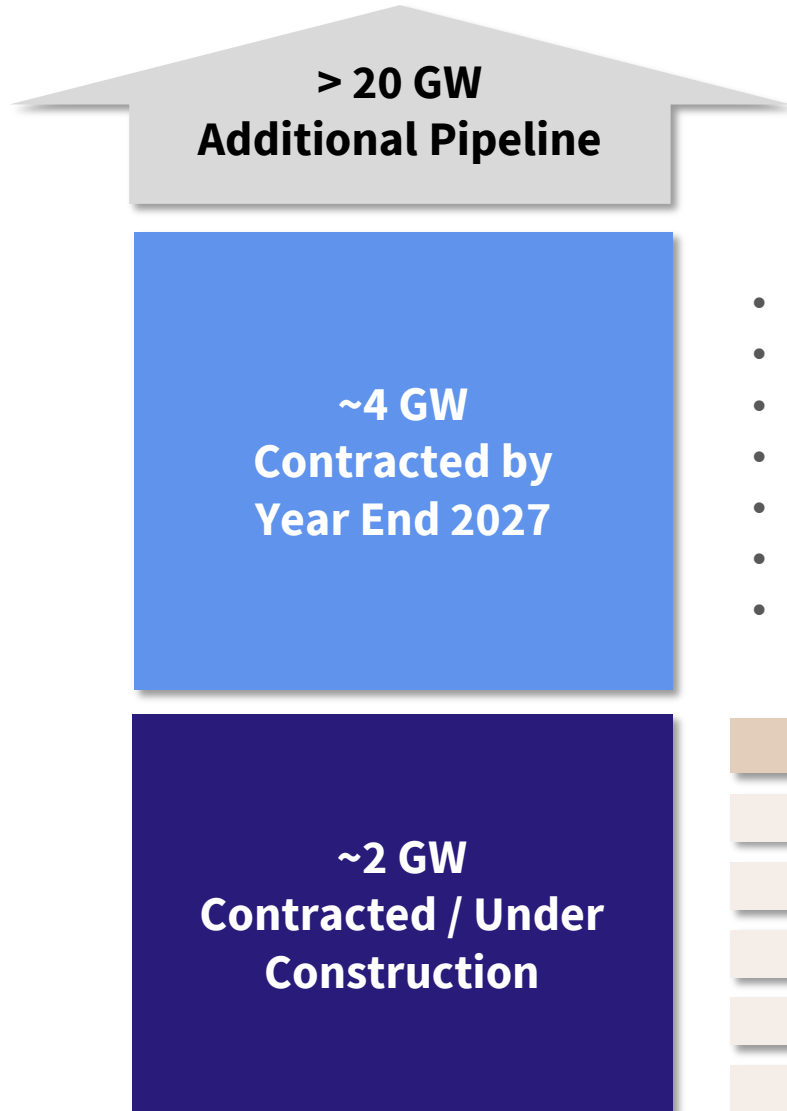 > 20 GW
Additional Pipeline
~4 GW
Contracted by
Year End 2027
~2 GW
Contracted / Under
Construction